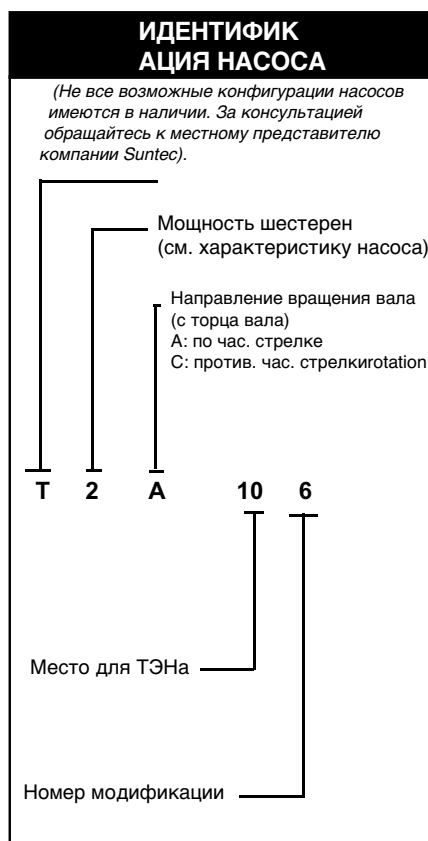 ИДЕНТИФИК
АЦИЯ НАСОСА
(Не все возможные конфигурации насосов
имеются в наличии. За консультацией
обращайтесь к местному представителю
компании Suntec).
Мощность шестерен
(см. характеристику насоса)
Направление вращения вала
(с торца вала)
А: по час. стрелке
С: против. час. стрелкиrotation
T 2 A 10 6
Место для ТЭНа
Номер модификации